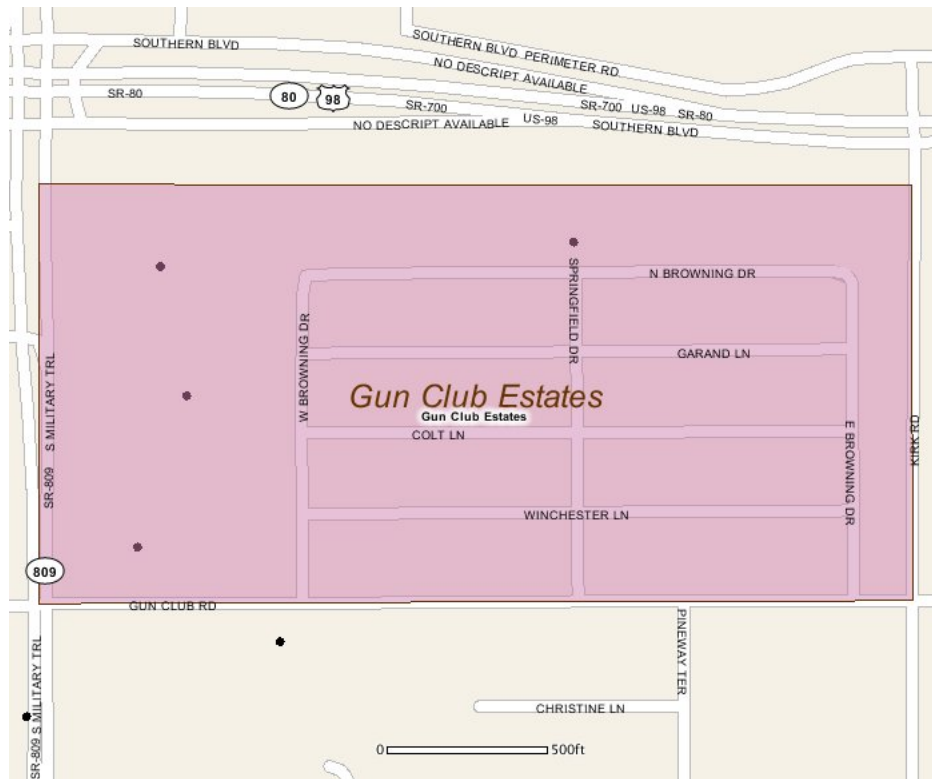 SOUTHERN BLVD
SOUTHERN BLVD PERIMETER RD
NO DESCRIPT AVAILABLE
SR-80
80
98
SR-700
SR-700 US-98 SR-80
NO DESCRIPT AVAILABLE
US-98
SOUTHERN BLVD
N BROWNING DR
SPRINGFIELD DR
W BROWNING DR
GARAND LN
SR-809 S MILITARY TRL
Gun Club Estates
Gun Club Estates
COLT LN
E BROWNING DR
KIRK RD
WINCHESTER LN
809
GUN CLUB RD
PINEWAY TER
SR-809 S MILITARY TRL
CHRISTINE LN
0 500ft